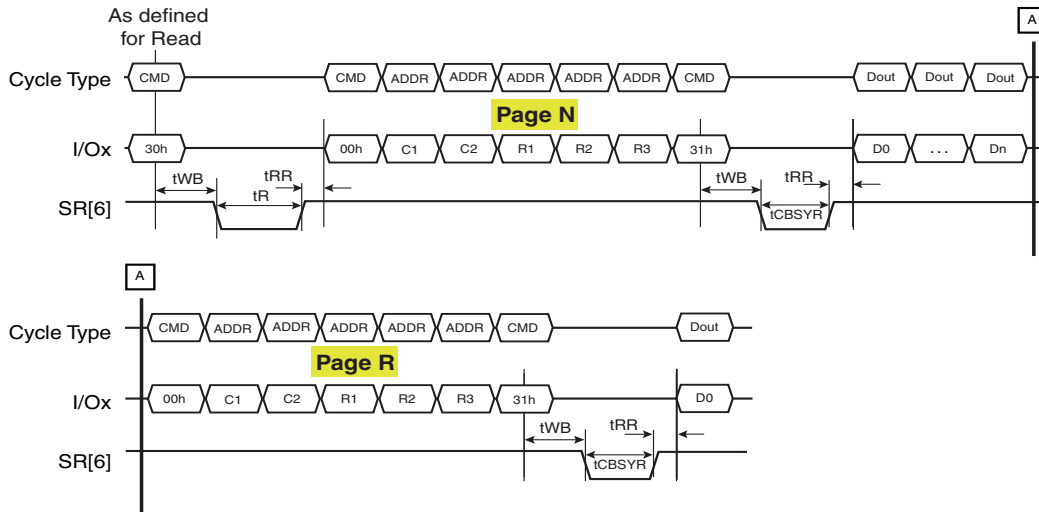 As defined
for Read
A
Cycle Type CMD CMD ADDR ADDR ADDR ADDR ADDR CMD Dout Dout Dout
Page N
I/Ox 30h 00h C1 C2 R1 R2 R3 31h D0 ... Dn
tWB tRR tWB tRR
SR[6] tR tCBSYR
A
Cycle Type CMD ADDR ADDR ADDR ADDR ADDR CMD Dout
Page R
I/Ox 00h C1 C2 R1 R2 R3 31h D0
tWB tRR
SR[6] tCBSYR